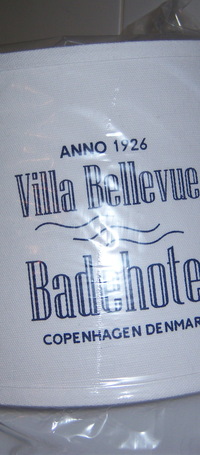 ANNO 1926
Villa Bellevue
Badehote
COPENHAGEN DENMAR